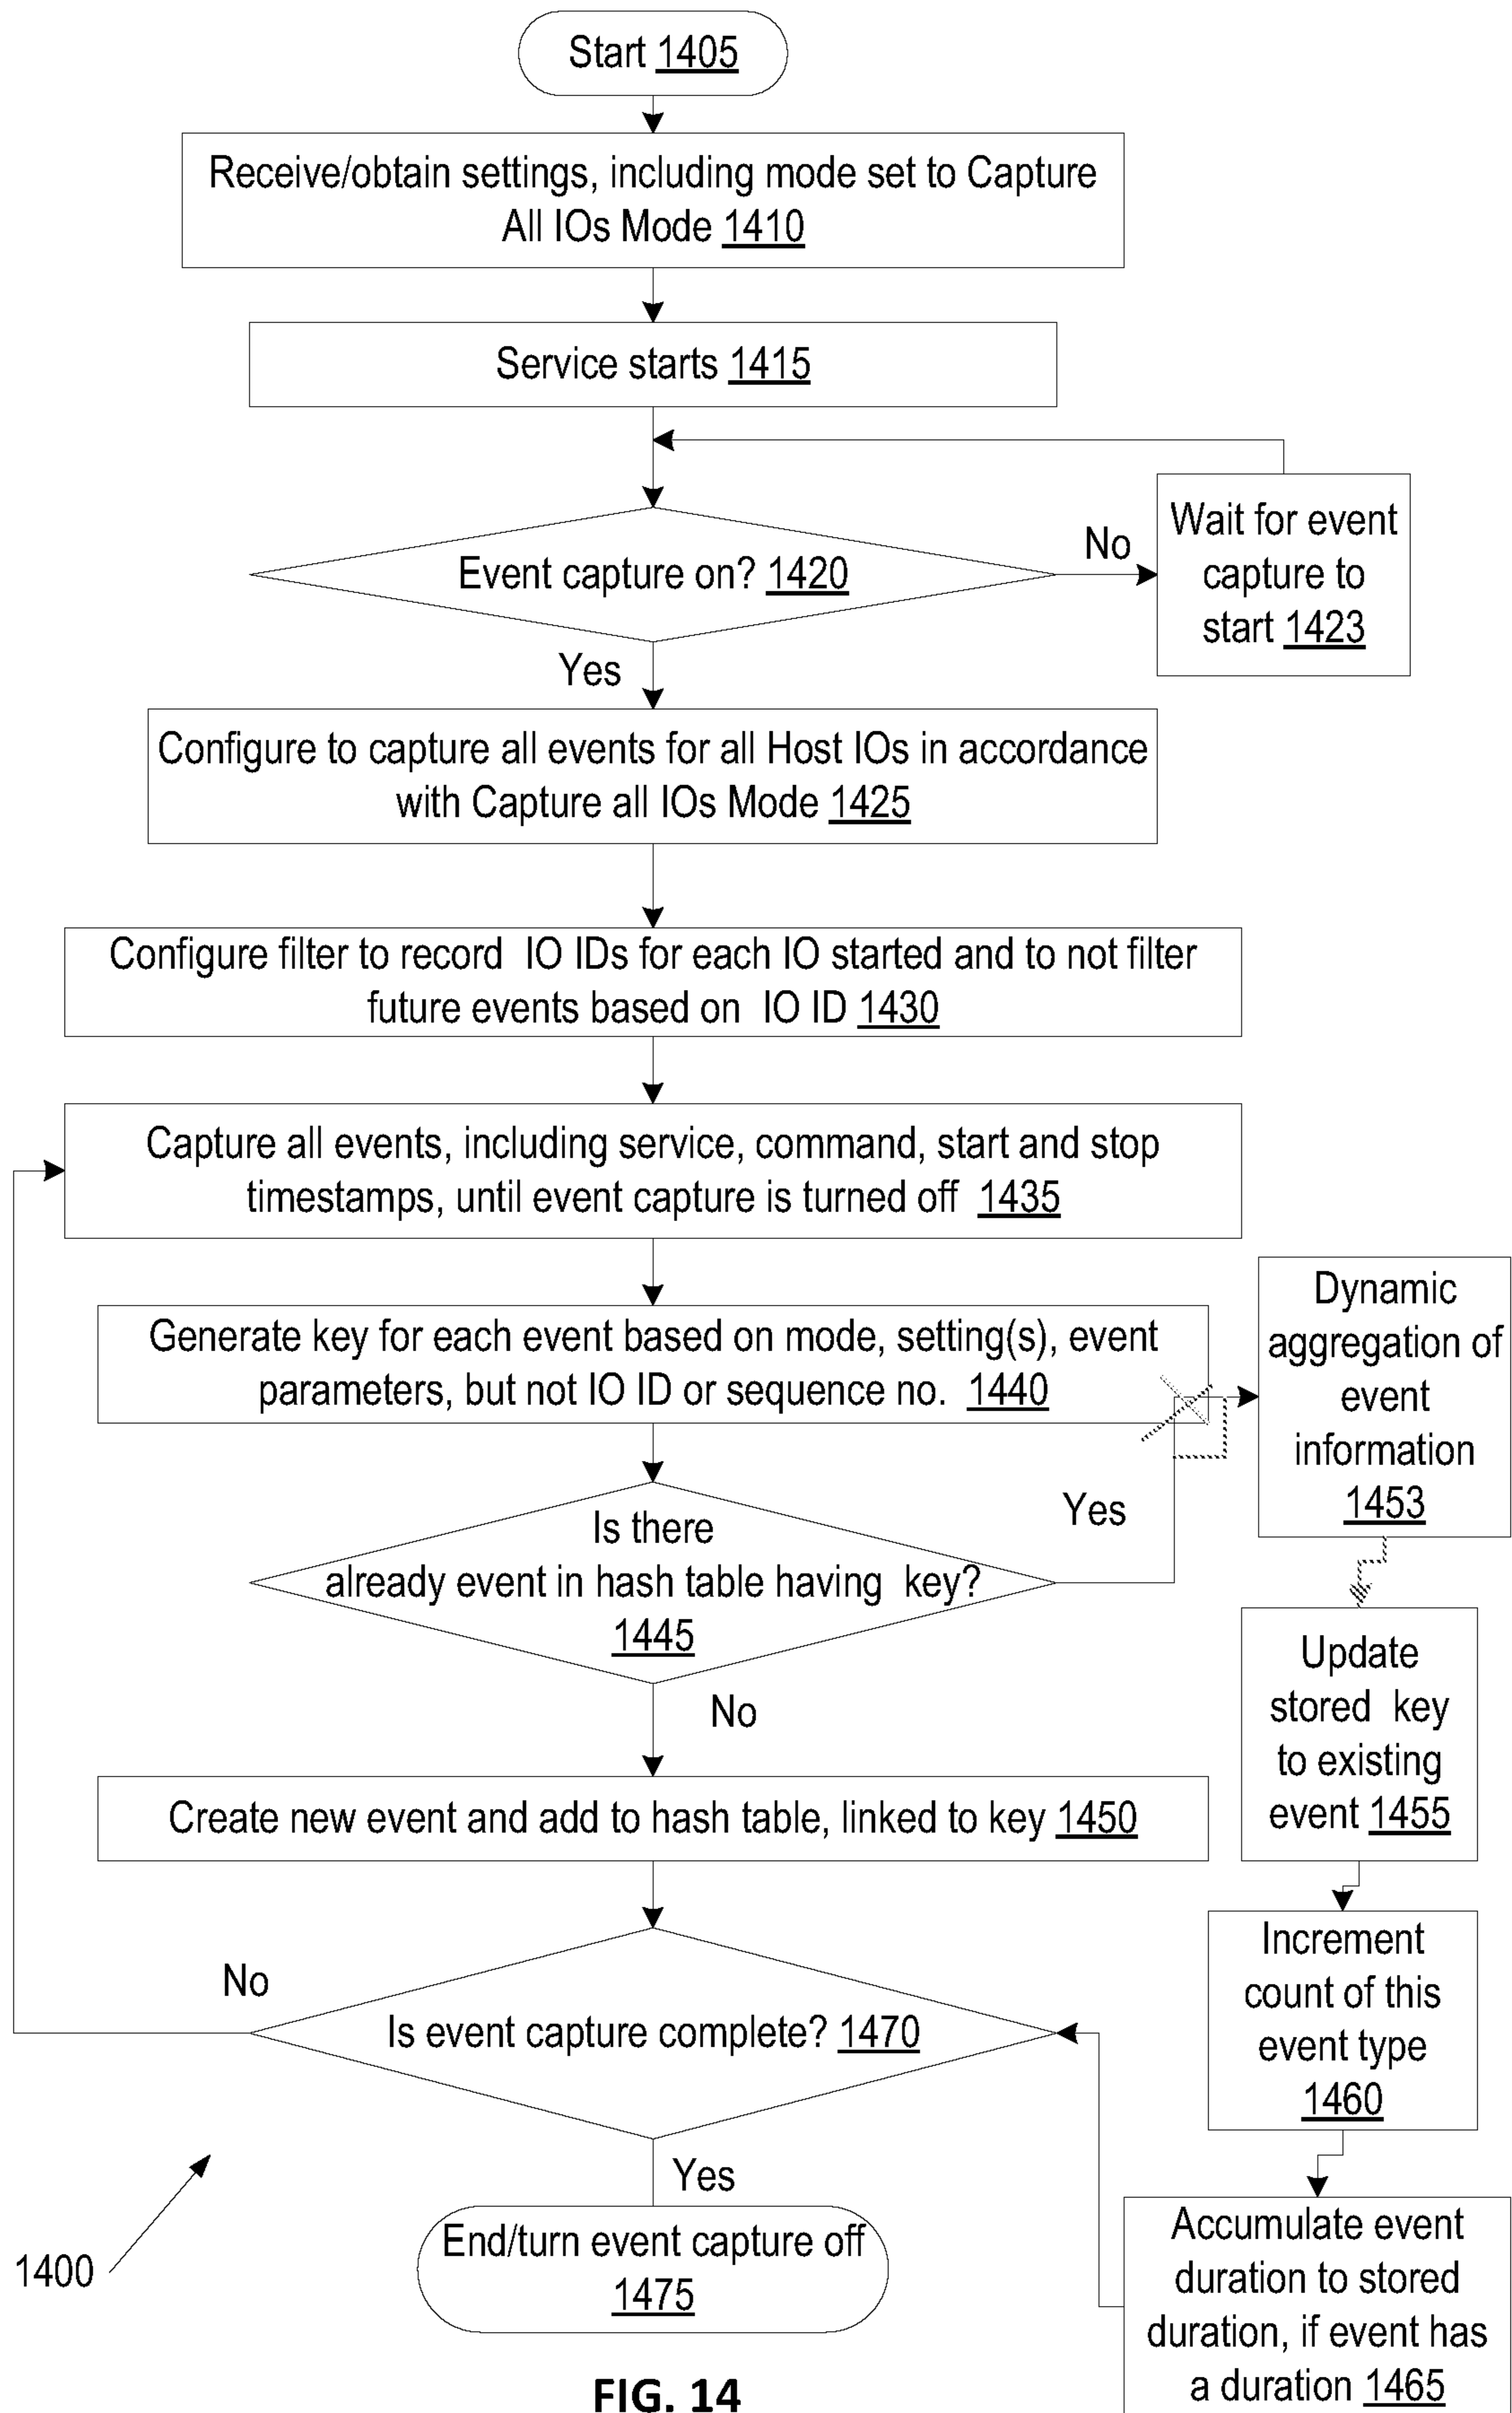 Start 1405
Receive/obtain settings, including mode set to Capture
All IOs Mode 1410
Service starts 1415
Event capture on? 1420
No
Wait for event
capture to
start 1423
Yes
Configure to capture all events for all Host IOs in accordance
with Capture all IOs Mode 1425
Configure filter to record IO IDs for each IO started and to not filter
future events based on IO ID 1430
Capture all events, including service, command, start and stop
timestamps, until event capture is turned off 1435
Generate key for each event based on mode, setting(s), event
parameters, but not IO ID or sequence no. 1440
Is there
already event in hash table having key?
1445
Yes
Dynamic
aggregation of
event
information
1453
Update
stored key
to existing
event 1455
Increment
count of this
event type
1460
Accumulate event
duration to stored
duration, if event has
a duration 1465
No
Create new event and add to hash table, linked to key 1450
No
Is event capture complete? 1470
Yes
End/turn event capture off
1475
1400
FIG. 14